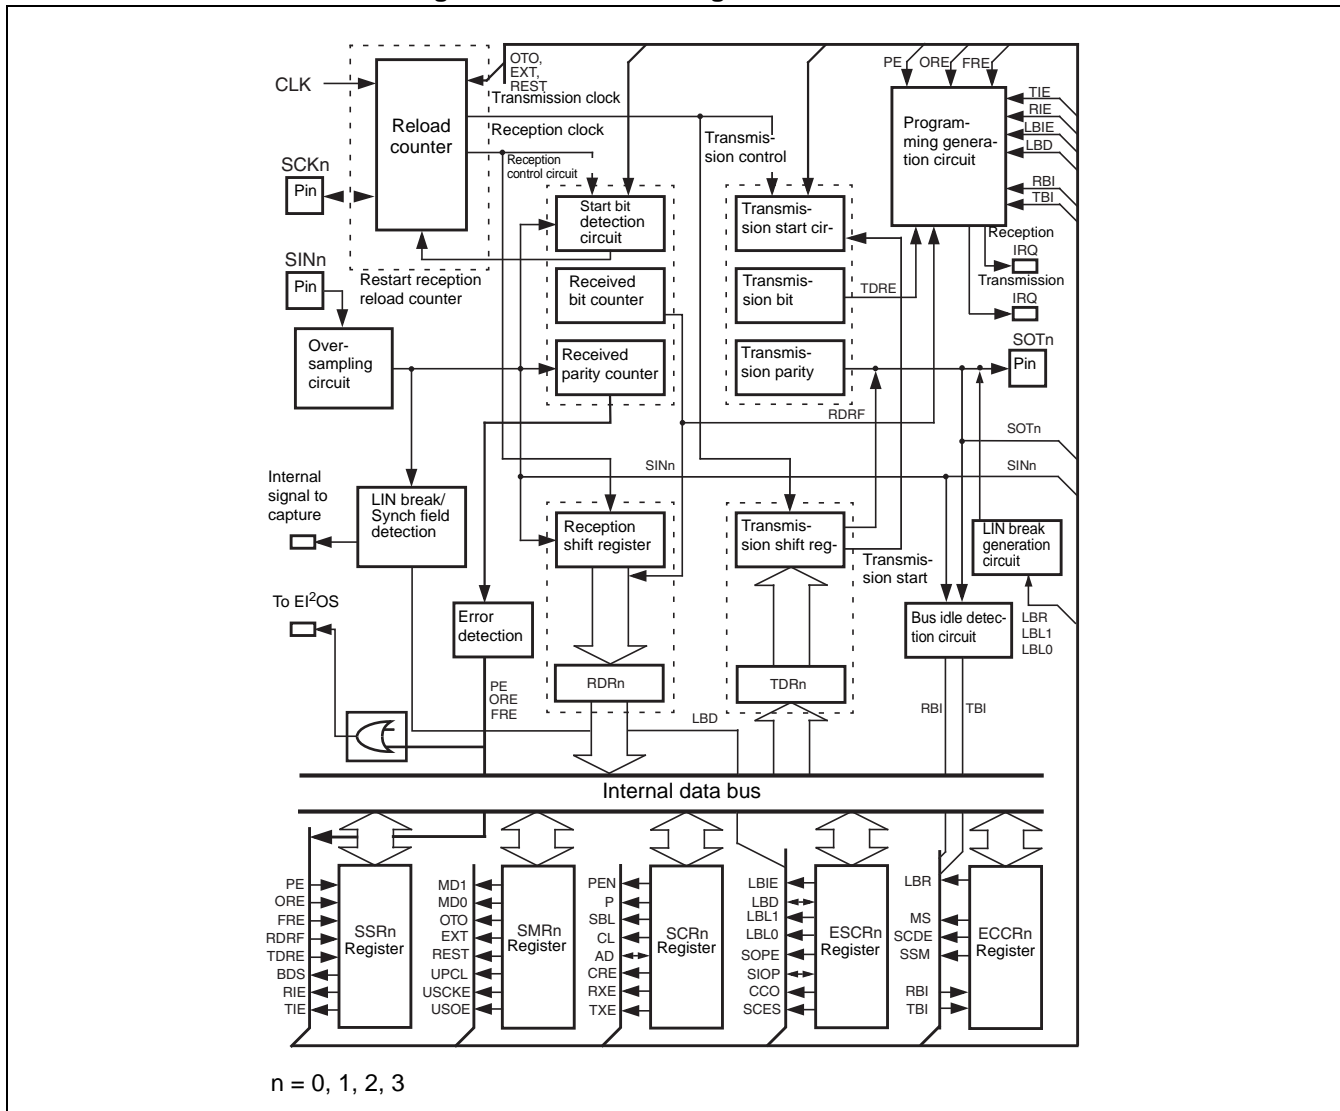 OTO,
EXT,
REST
PE
ORE
FRE
CLK
Reload
counter
Transmission clock
Reception clock
Reception
control circuit
Transmis-
sion control
Program-
ming genera-
tion circuit
TIE
RIE
LBIE
LBD
RBI
TBI
SCKn
Pin
Start bit
detection
circuit
Transmis-
sion start cir-
Reception
IRQ
Transmission
IRQ
SINn
Pin
Restart reception
reload counter
Received
bit counter
Transmis-
sion bit
TDRE
Over-
sampling
circuit
Received
parity counter
Transmis-
sion parity
SOTn
Pin
RDRF
SOTn
SINn
SINn
Internal
signal to
capture
LIN break/
Synch field
detection
Reception
shift register
Transmis-
sion shift reg-
Transmis-
sion start
LIN break
generation
circuit
To EI2OS
Error
detection
Bus idle detec-
tion circuit
LBR
LBL1
LBL0
RDRn
TDRn
PE
ORE
FRE
LBD
RBI
TBI
Internal data bus
PE
ORE
FRE
RDRF
TDRE
BDS
RIE
TIE
SSRn
Register
MD1
MD0
OTO
EXT
REST
UPCL
USCKE
USOE
SMRn
Register
PEN
P
SBL
CL
AD
CRE
RXE
TXE
SCRn
Register
LBIE
LBD
LBL1
LBL0
SOPE
SIOP
CCO
SCES
ESCRn
Register
LBR
MS
SCDE
SSM
RBI
TBI
ECCRn
Register
n = 0, 1, 2, 3